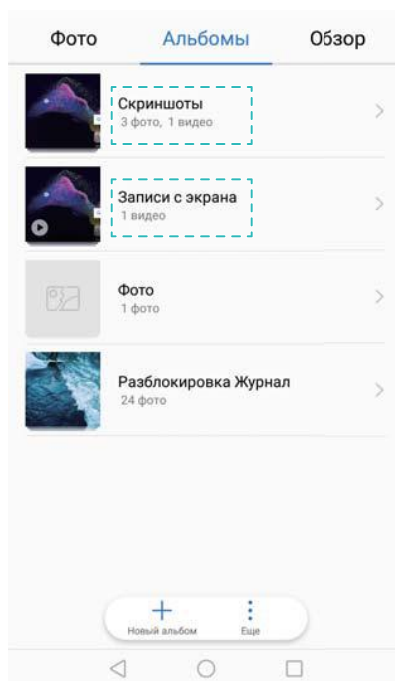 Фото Альбомы Обзор
Скриншоты
3 фото, 1 видео
Записи с экрана
1 видео
Фото
1 фото
Разблокировка Журнал
24 фото
Новый альбом Еще